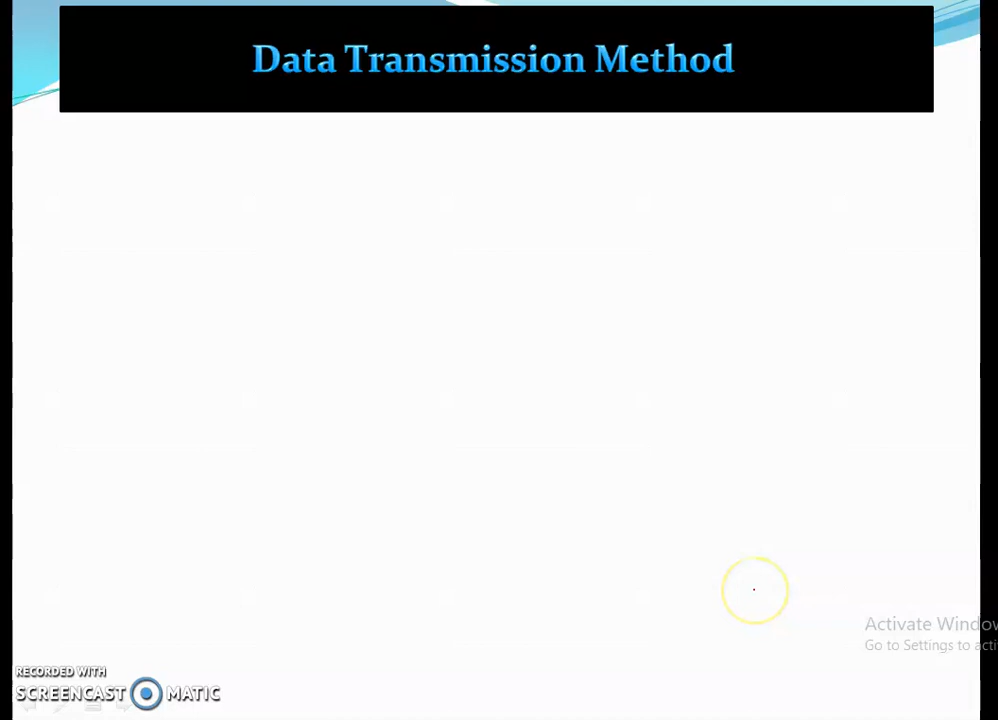 Data Transmission Method
Activate Window
Go to Settings to acti
RECORDED WITH
SCREENCAST MATIC